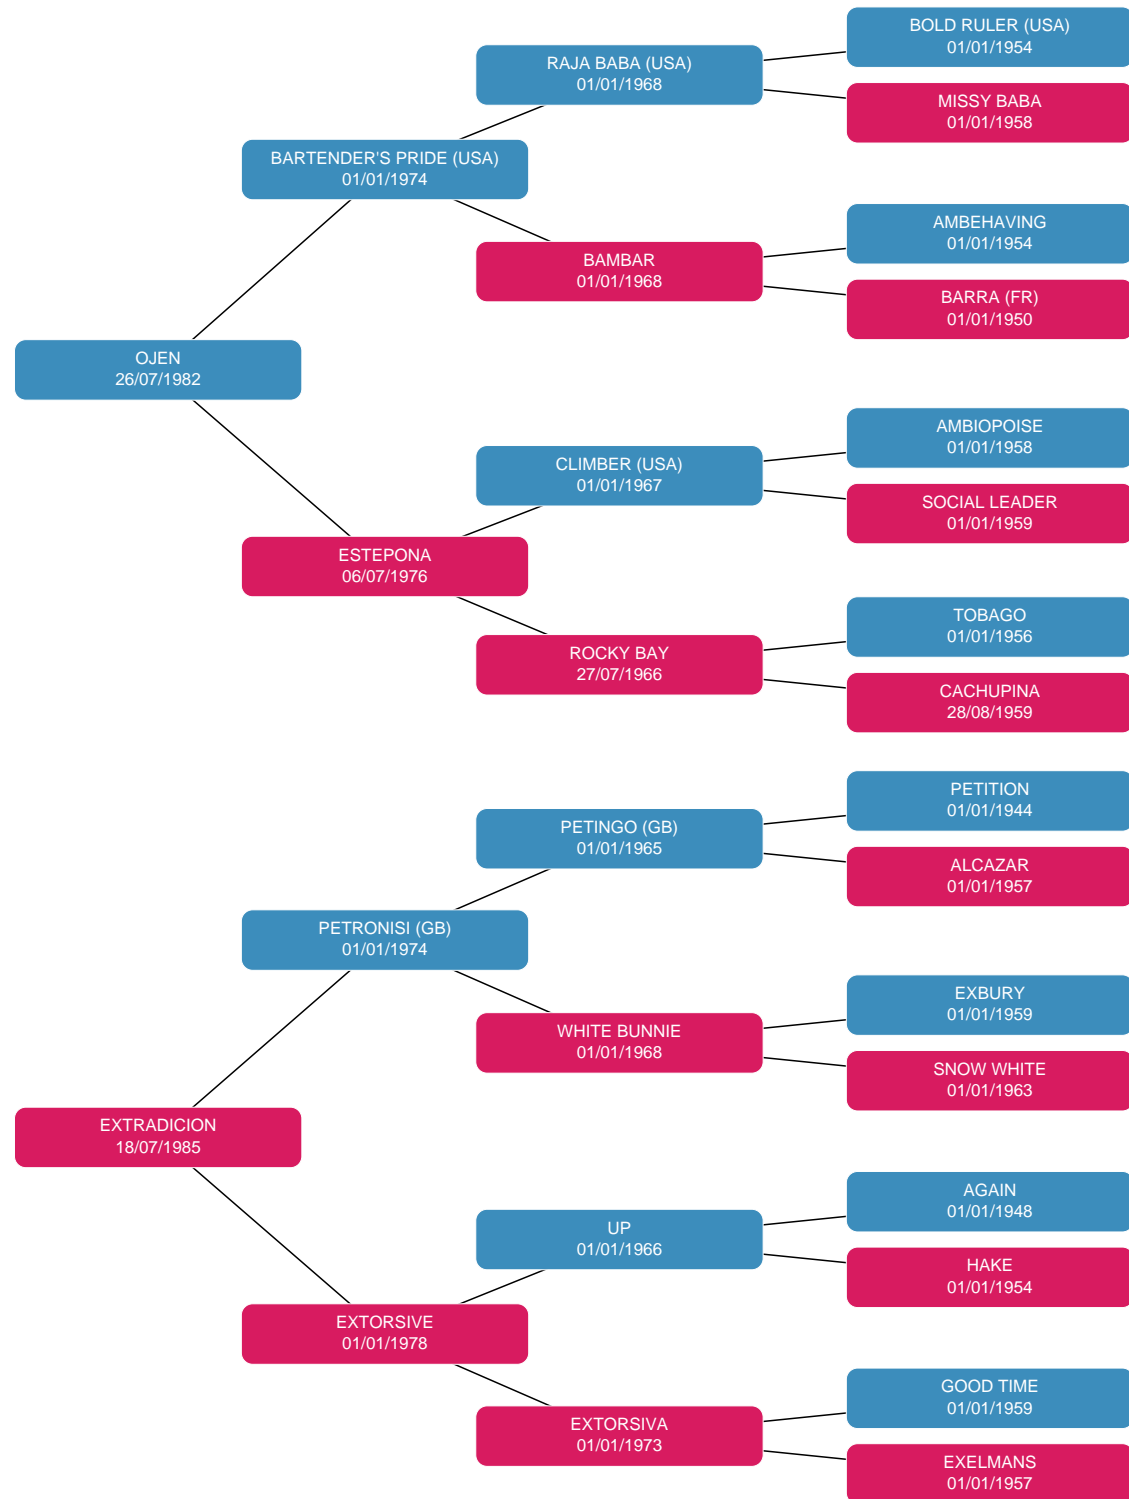 BOLD RULER (USA)
01/01/1954
RAJA BABA (USA)
01/01/1968
MISSY BABA
01/01/1958
BARTENDER'S PRIDE (USA)
01/01/1974
AMBEHAVING
01/01/1954
BAMBAR
01/01/1968
BARRA (FR)
01/01/1950
OJEN
26/07/1982
AMBIOPOISE
01/01/1958
CLIMBER (USA)
01/01/1967
SOCIAL LEADER
01/01/1959
ESTEPONA
06/07/1976
TOBAGO
01/01/1956
ROCKY BAY
27/07/1966
CACHUPINA
28/08/1959
PETITION
01/01/1944
PETINGO (GB)
01/01/1965
ALCAZAR
01/01/1957
PETRONISI (GB)
01/01/1974
EXBURY
01/01/1959
WHITE BUNNIE
01/01/1968
SNOW WHITE
01/01/1963
EXTRADICION
18/07/1985
AGAIN
01/01/1948
UP
01/01/1966
HAKE
01/01/1954
EXTORSIVE
01/01/1978
GOOD TIME
01/01/1959
EXTORSIVA
01/01/1973
EXELMANS
01/01/1957